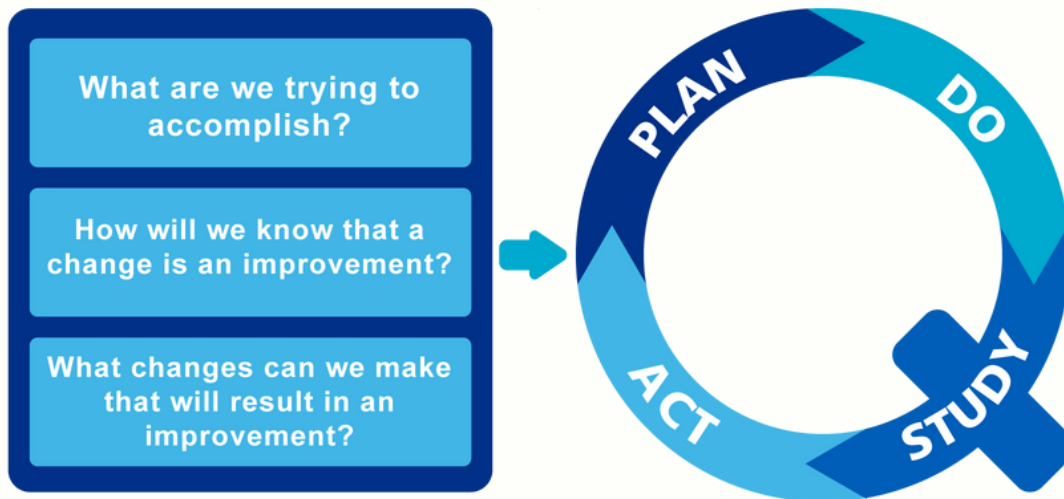 What are we trying to
accomplish?
How will we know that a
change is an improvement?
What changes can we make
that will result in an
improvement?
PLAN
DO
STUDY
ACT